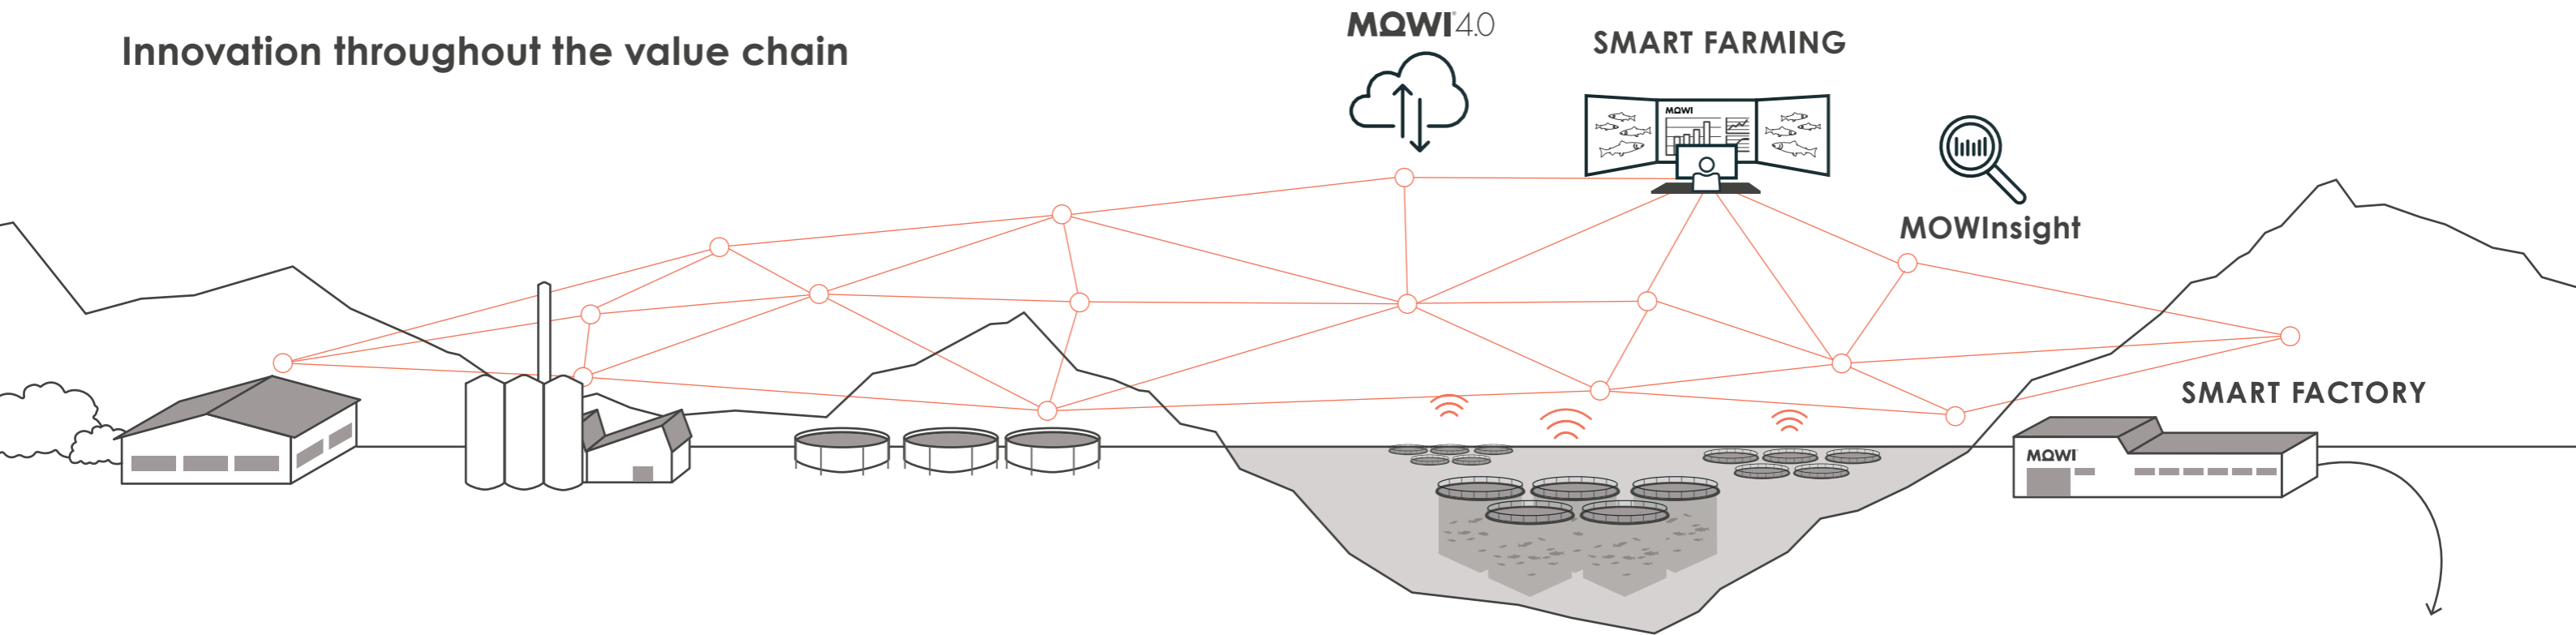 Innovation throughout the value chain
MOWI 4.0
SMART FARMING
MOWI
MOWInsight
SMART FACTORY
MOWI